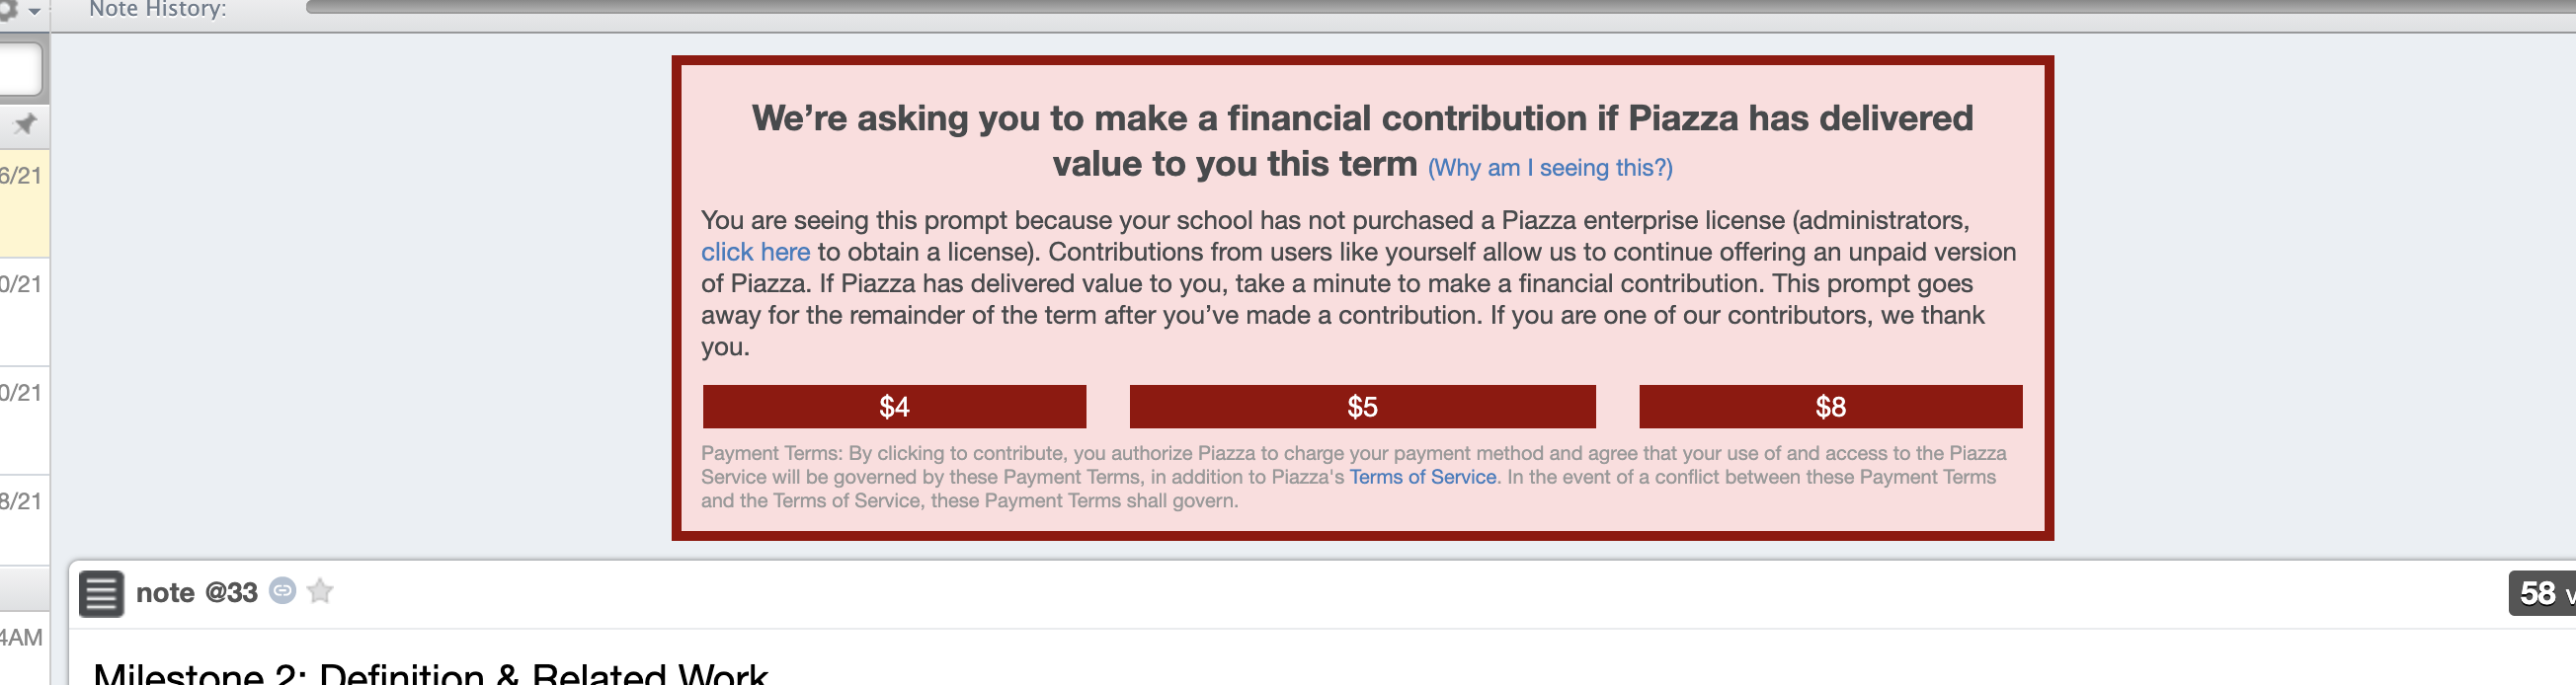 Note History:
We’re asking you to make a financial contribution if Piazza has delivered
value to you this term (Why am I seeing this?)
You are seeing this prompt because your school has not purchased a Piazza enterprise license (administrators,
click here to obtain a license). Contributions from users like yourself allow us to continue offering an unpaid version
of Piazza. If Piazza has delivered value to you, take a minute to make a financial contribution. This prompt goes
away for the remainder of the term after you’ve made a contribution. If you are one of our contributors, we thank
you.
$4 $5 $8
Payment Terms: By clicking to contribute, you authorize Piazza to charge your payment method and agree that your use of and access to the Piazza
Service will be governed by these Payment Terms, in addition to Piazza's Terms of Service. In the event of a conflict between these Payment Terms
and the Terms of Service, these Payment Terms shall govern.
6/21
0/21
0/21
8/21
4AM
note @33
58
Milestone 2: Definition & Related Work